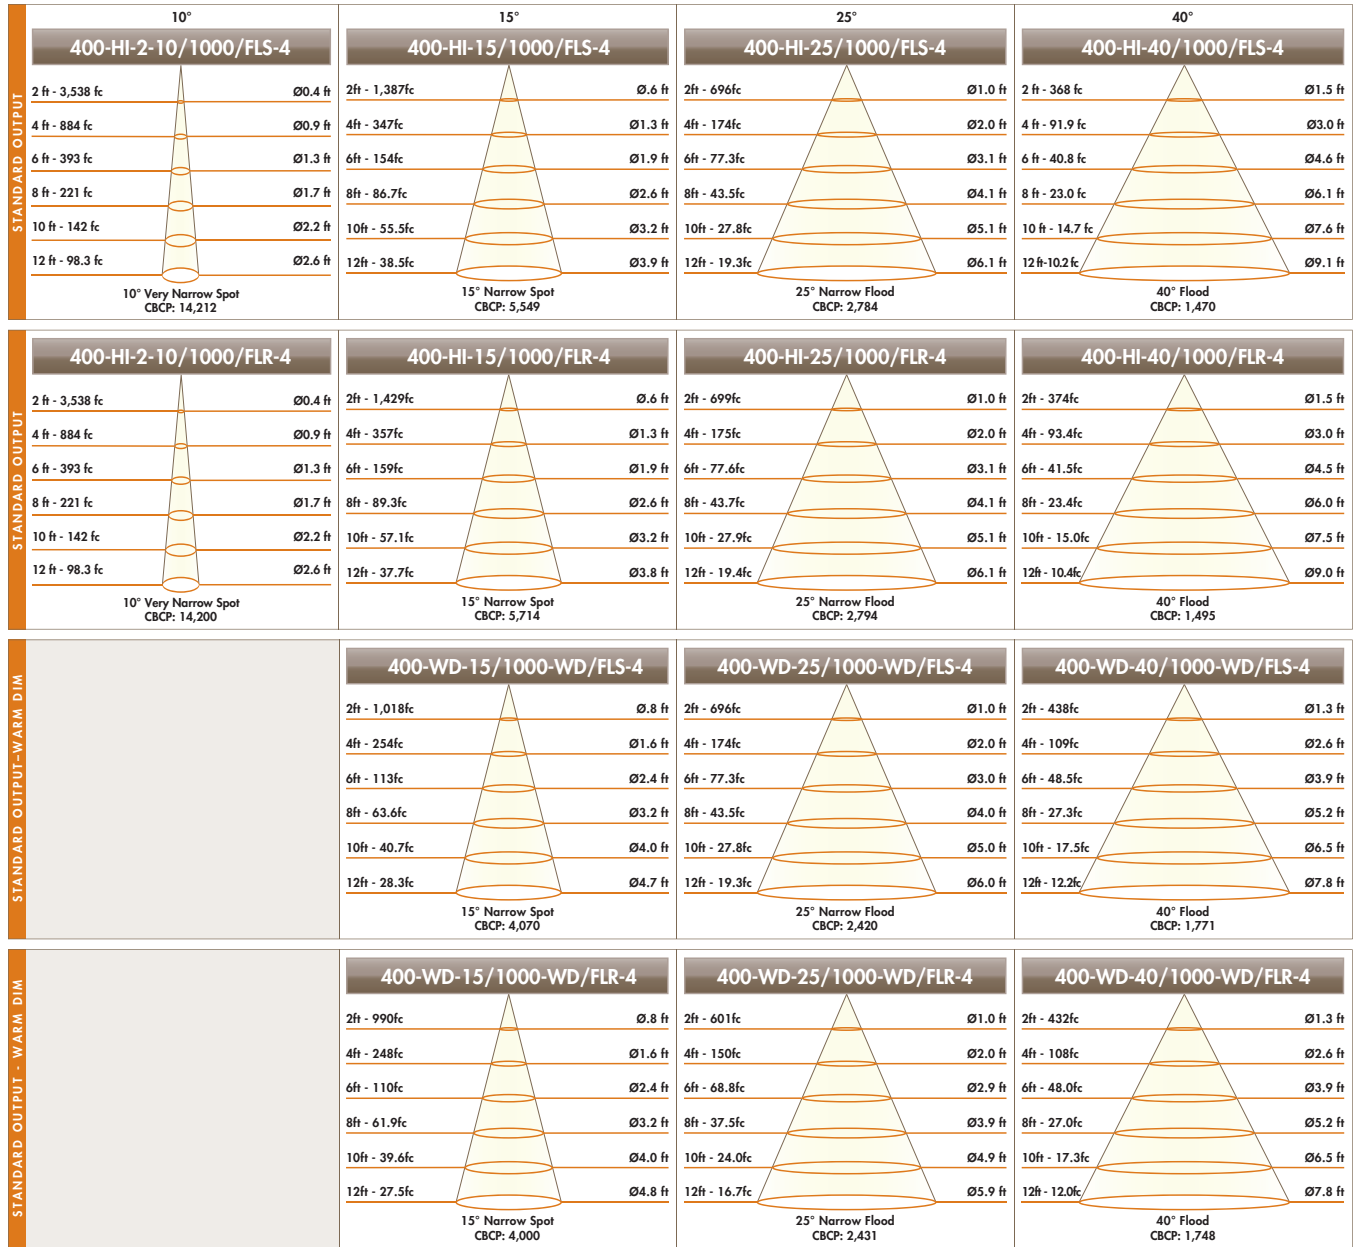 10°
15°
25°
40°
STANDARD OUTPUT
400-HI-2-10/1000/FLS-4
2 ft - 3,538 fc Ø0.4 ft
4 ft - 884 fc Ø0.9 ft
6 ft - 393 fc Ø1.3 ft
8 ft - 221 fc Ø1.7 ft
10 ft - 142 fc Ø2.2 ft
12 ft - 98.3 fc Ø2.6 ft
10° Very Narrow Spot
CBCP: 14,212
400-HI-15/1000/FLS-4
2ft - 1,387fc Ø.6 ft
4ft - 347fc Ø1.3 ft
6ft - 154fc Ø1.9 ft
8ft - 86.7fc Ø2.6 ft
10ft - 55.5fc Ø3.2 ft
12ft - 38.5fc Ø3.9 ft
15° Narrow Spot
CBCP: 5,549
400-HI-25/1000/FLS-4
2ft - 696fc Ø1.0 ft
4ft - 174fc Ø2.0 ft
6ft - 77.3fc Ø3.1 ft
8ft - 43.5fc Ø4.1 ft
10ft - 27.8fc Ø5.1 ft
12ft - 19.3fc Ø6.1 ft
25° Narrow Flood
CBCP: 2,784
400-HI-40/1000/FLS-4
2 ft - 368 fc Ø1.5 ft
4 ft - 91.9 fc Ø3.0 ft
6 ft - 40.8 fc Ø4.6 ft
8 ft - 23.0 fc Ø6.1 ft
10 ft - 14.7 fc Ø7.6 ft
12 ft-10.2 fc Ø9.1 ft
40° Flood
CBCP: 1,470
STANDARD OUTPUT
400-HI-2-10/1000/FLR-4
2 ft - 3,538 fc Ø0.4 ft
4 ft - 884 fc Ø0.9 ft
6 ft - 393 fc Ø1.3 ft
8 ft - 221 fc Ø1.7 ft
10 ft - 142 fc Ø2.2 ft
12 ft - 98.3 fc Ø2.6 ft
10° Very Narrow Spot
CBCP: 14,200
400-HI-15/1000/FLR-4
2ft - 1,429fc Ø.6 ft
4ft - 357fc Ø1.3 ft
6ft - 159fc Ø1.9 ft
8ft - 89.3fc Ø2.6 ft
10ft - 57.1fc Ø3.2 ft
12ft - 37.7fc Ø3.8 ft
15° Narrow Spot
CBCP: 5,714
400-HI-25/1000/FLR-4
2ft - 699fc Ø1.0 ft
4ft - 175fc Ø2.0 ft
6ft - 77.6fc Ø3.1 ft
8ft - 43.7fc Ø4.1 ft
10ft - 27.9fc Ø5.1 ft
12ft - 19.4fc Ø6.1 ft
25° Narrow Flood
CBCP: 2,794
400-HI-40/1000/FLR-4
2ft - 374fc Ø1.5 ft
4ft - 93.4fc Ø3.0 ft
6ft - 41.5fc Ø4.5 ft
8ft - 23.4fc Ø6.0 ft
10ft - 15.0fc Ø7.5 ft
12ft - 10.4fc Ø9.0 ft
40° Flood
CBCP: 1,495
STANDARD OUTPUT-WARM DIM
400-WD-15/1000-WD/FLS-4
2ft - 1,018fc Ø.8 ft
4ft - 254fc Ø1.6 ft
6ft - 113fc Ø2.4 ft
8ft - 63.6fc Ø3.2 ft
10ft - 40.7fc Ø4.0 ft
12ft - 28.3fc Ø4.7 ft
15° Narrow Spot
CBCP: 4,070
400-WD-25/1000-WD/FLS-4
2ft - 696fc Ø1.0 ft
4ft - 174fc Ø2.0 ft
6ft - 77.3fc Ø3.0 ft
8ft - 43.5fc Ø4.0 ft
10ft - 27.8fc Ø5.0 ft
12ft - 19.3fc Ø6.0 ft
25° Narrow Flood
CBCP: 2,420
400-WD-40/1000-WD/FLS-4
2ft - 438fc Ø1.3 ft
4ft - 109fc Ø2.6 ft
6ft - 48.5fc Ø3.9 ft
8ft - 27.3fc Ø5.2 ft
10ft - 17.5fc Ø6.5 ft
12ft - 12.2fc Ø7.8 ft
40° Flood
CBCP: 1,771
STANDARD OUTPUT - WARM DIM
400-WD-15/1000-WD/FLR-4
2ft - 990fc Ø.8 ft
4ft - 248fc Ø1.6 ft
6ft - 110fc Ø2.4 ft
8ft - 61.9fc Ø3.2 ft
10ft - 39.6fc Ø4.0 ft
12ft - 27.5fc Ø4.8 ft
15° Narrow Spot
CBCP: 4,000
400-WD-25/1000-WD/FLR-4
2ft - 601fc Ø1.0 ft
4ft - 150fc Ø2.0 ft
6ft - 68.8fc Ø2.9 ft
8ft - 37.5fc Ø3.9 ft
10ft - 24.0fc Ø4.9 ft
12ft - 16.7fc Ø5.9 ft
25° Narrow Flood
CBCP: 2,431
400-WD-40/1000-WD/FLR-4
2ft - 432fc Ø1.3 ft
4ft - 108fc Ø2.6 ft
6ft - 48.0fc Ø3.9 ft
8ft - 27.0fc Ø5.2 ft
10ft - 17.3fc Ø6.5 ft
12ft - 12.0fc Ø7.8 ft
40° Flood
CBCP: 1,748